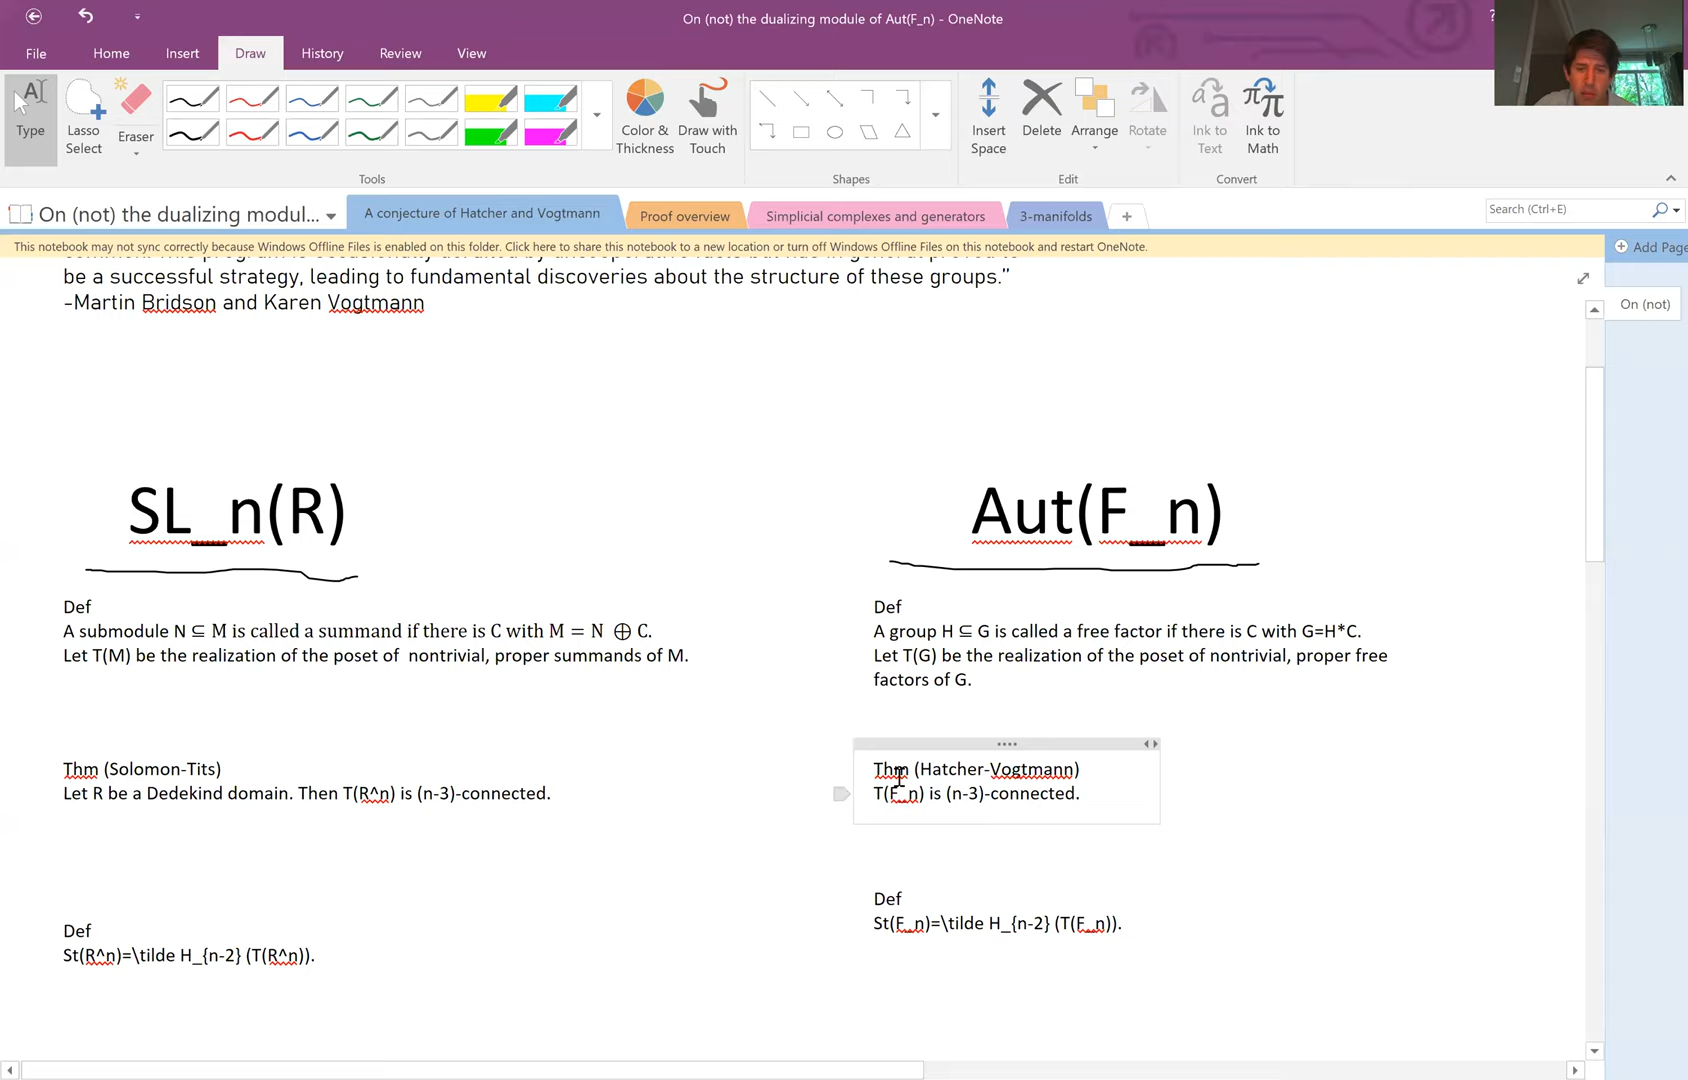 On (not) the dualizing module of Aut(F_n) - OneNote
?
File
Home
Insert
Draw
History
Review
View
Type
Lasso
Select
Eraser
Color &
Thickness
Draw with
Touch
Insert
Space
Delete
Arrange
Rotate
Ink to
Text
Ink to
Math
Tools
Shapes
Edit
Convert
On (not) the dualizing modul...
A conjecture of Hatcher and Vogtmann
Proof overview
Simplicial complexes and generators
3-manifolds
Search (Ctrl+E)
This notebook may not sync correctly because Windows Offline Files is enabled on this folder. Click here to share this notebook to a new location or turn off Windows Offline Files on this notebook and restart OneNote.
Add Page
On (not)
be a successful strategy, leading to fundamental discoveries about the structure of these groups.”
-Martin Bridson and Karen Vogtmann
SL_n(R)
Def
A submodule N ⊆ M is called a summand if there is C with M = N ⊕ C.
Let T(M) be the realization of the poset of nontrivial, proper summands of M.
Thm (Solomon-Tits)
Let R be a Dedekind domain. Then T(R^n) is (n-3)-connected.
Def
St(R^n)=\tilde H_{n-2} (T(R^n)).
Aut(F_n)
Def
A group H ⊆ G is called a free factor if there is C with G=H*C.
Let T(G) be the realization of the poset of nontrivial, proper free
factors of G.
Thm (Hatcher-Vogtmann)
T(F_n) is (n-3)-connected.
Def
St(F_n)=\tilde H_{n-2} (T(F_n)).